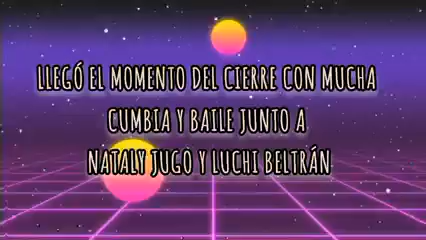 LLEGÓ EL MOMENTO DEL CIERRE CON MUCHA
CUMBIA Y BAILE JUNTO A
NATALY JUGO Y LUCHI BELTRÁN